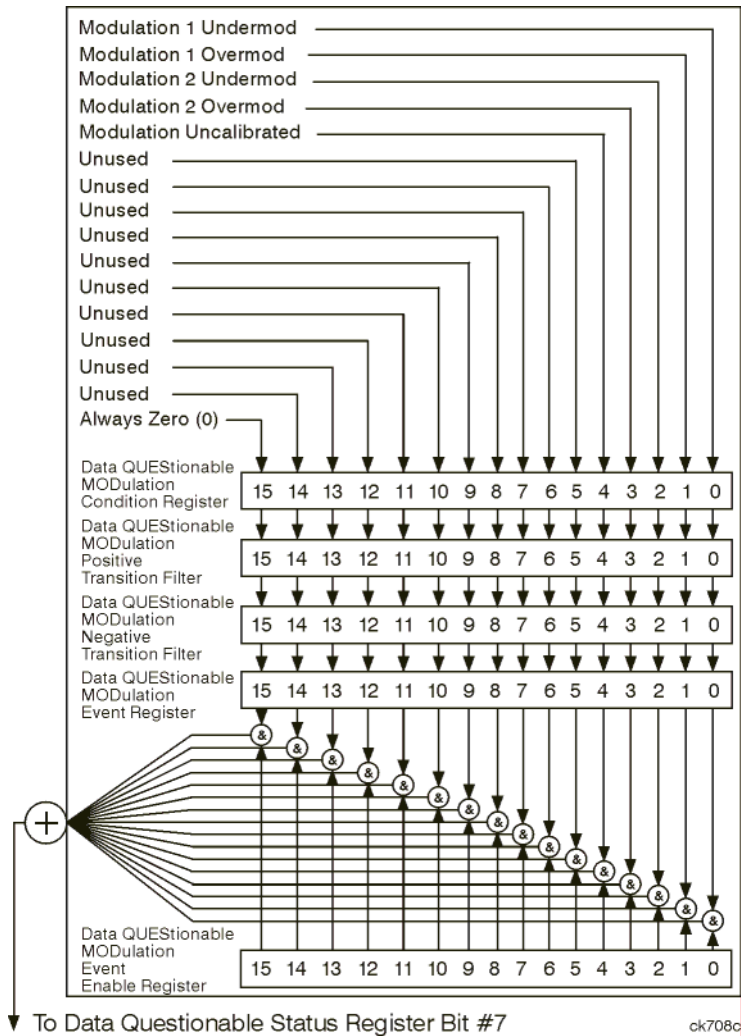 Modulation 1 Undermod
Modulation 1 Overmod
Modulation 2 Undermod
Modulation 2 Overmod
Modulation Uncalibrated
Unused
Unused
Unused
Unused
Unused
Unused
Unused
Unused
Unused
Unused
Always Zero (0)
Data QUEStionable
MODulation
Condition Register
15 14 13 12 11 10 9 8 7 6 5 4 3 2 1 0
Data QUEStionable
MODulation
Positive
Transition Filter
15 14 13 12 11 10 9 8 7 6 5 4 3 2 1 0
Data QUEStionable
MODulation
Negative
Transition Filter
15 14 13 12 11 10 9 8 7 6 5 4 3 2 1 0
Data QUEStionable
MODulation
Event Register
15 14 13 12 11 10 9 8 7 6 5 4 3 2 1 0
& & & & & & & & & & & & & & & &
+
Data QUEStionable
MODulation
Event
Enable Register
15 14 13 12 11 10 9 8 7 6 5 4 3 2 1 0
To Data Questionable Status Register Bit #7
ck708c